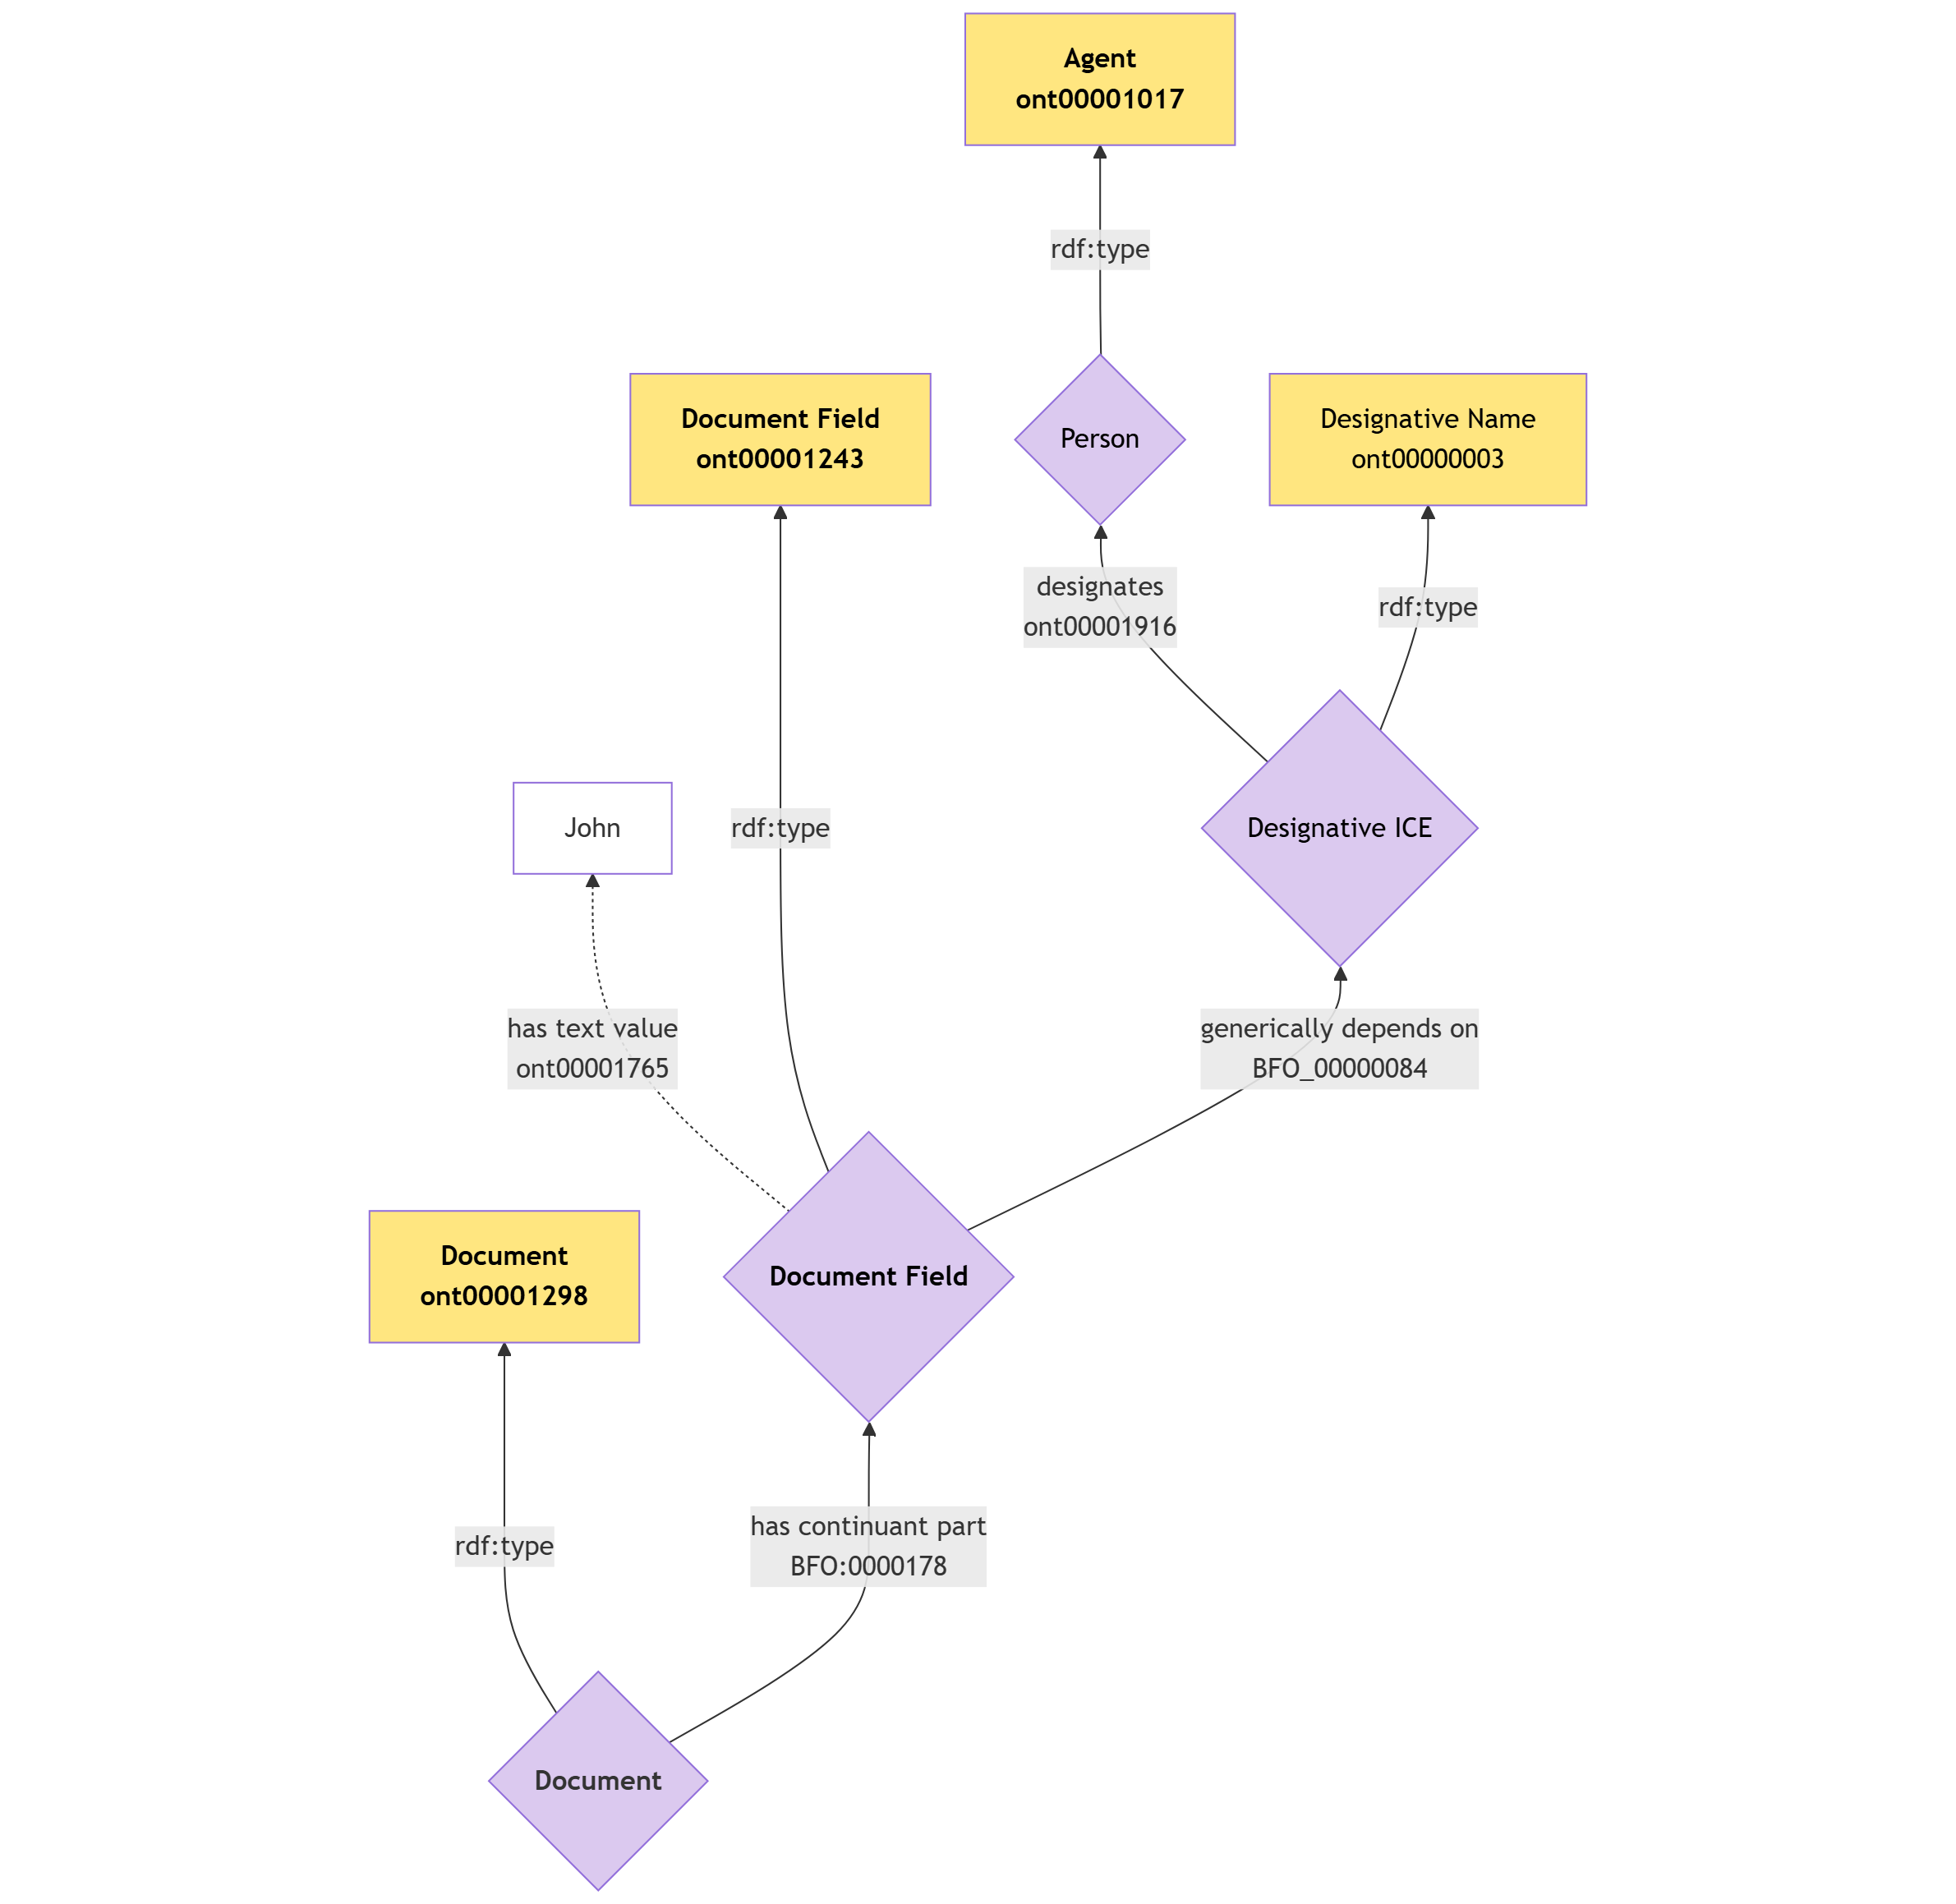 Agent
ont00001017
rdf:type
Document Field
ont00001243
Person
Designative Name
ont00000003
designates
ont00001916
rdf:type
John
rdf:type
Designative ICE
has text value
ont00001765
generically depends on
BFO_00000084
Document
ont00001298
Document Field
rdf:type
has continuant part
BFO:0000178
Document